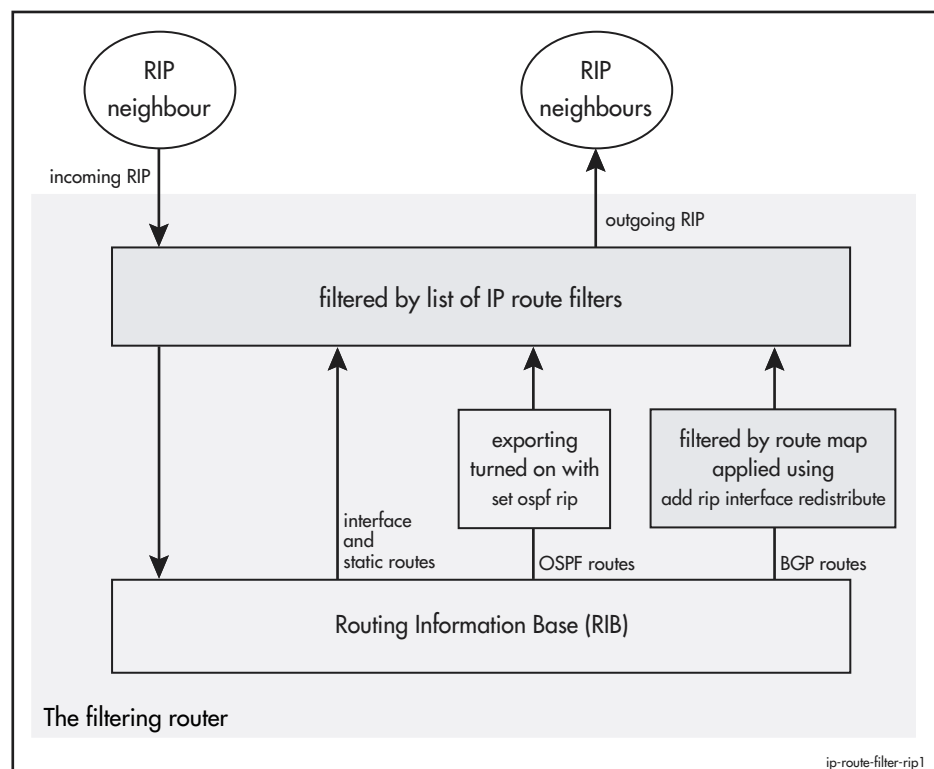 RIP
neighbour
RIP
neighbours
incoming RIP
outgoing RIP
filtered by list of IP route filters
exporting
turned on with
set ospf rip
filtered by route map
applied using
add rip interface redistribute
interface
and
static routes
OSPF routes
BGP routes
Routing Information Base (RIB)
The filtering router
ip-route-filter-rip1